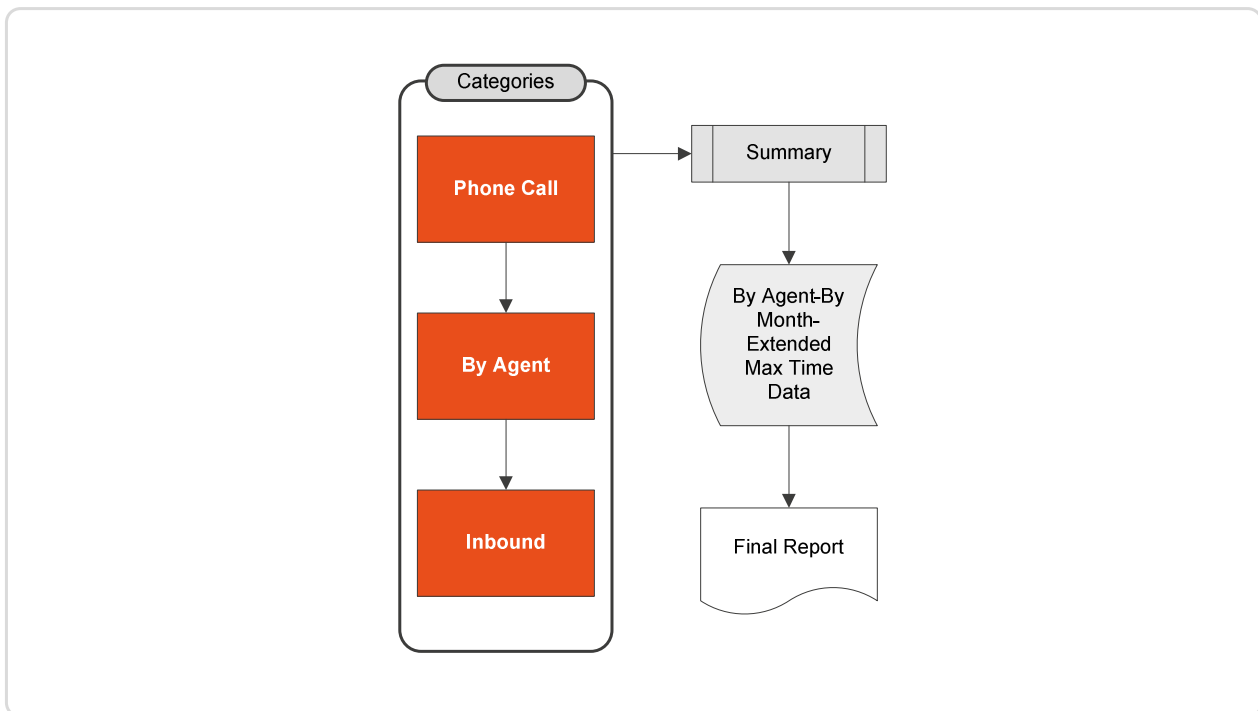 Categories
Phone Call
By Agent
Inbound
Summary
By Agent-By
Month-
Extended
Max Time
Data
Final Report